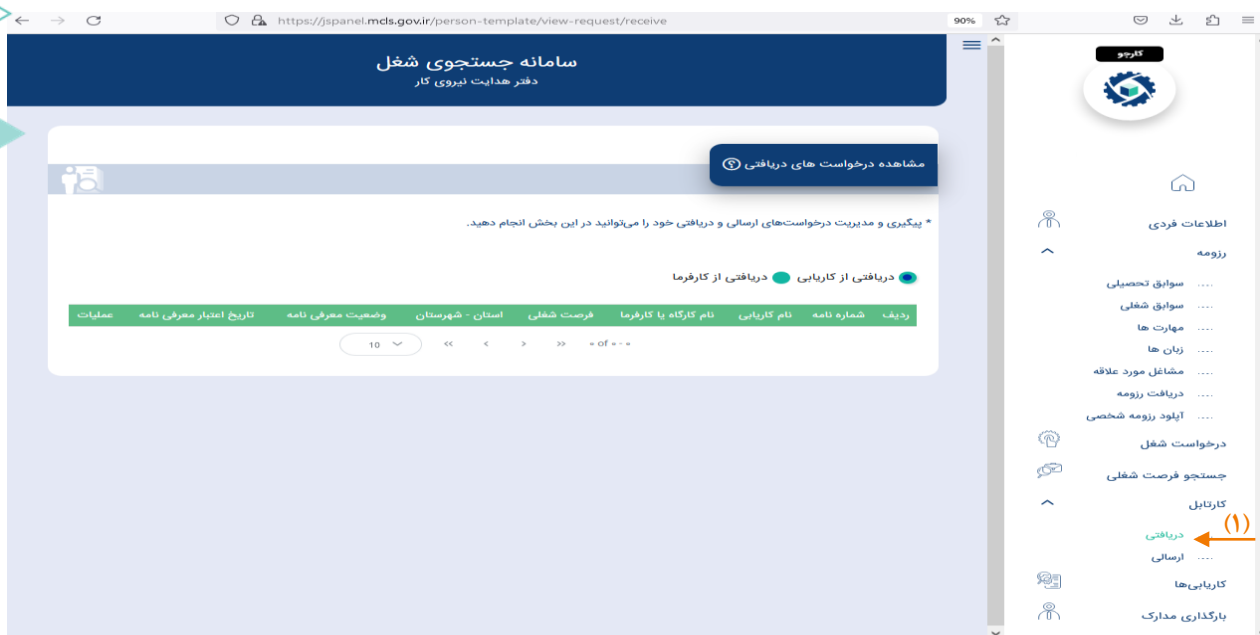 https://jspanel.mcls.gov.ir/person-template/view-request/receive
90%
سامانه جستجوی شغل
دفتر هدایت نیروی کار
مشاهده درخواست های دریافتی
* پیگیری و مدیریت درخواست‌های ارسالی و دریافتی خود را می‌توانید در این بخش انجام دهید.
دریافتی از کاریابی دریافتی از کارفرما
ردیف شماره نامه نام کاریابی نام کارگاه یا کارفرما فرصت شغلی استان - شهرستان وضعیت معرفی نامه تاریخ اعتبار معرفی نامه عملیات
10 << < > >> ۰ - ۰ of ۰
کارجو
اطلاعات فردی
رزومه
.... سوابق تحصیلی
.... سوابق شغلی
.... مهارت ها
.... زبان ها
.... مشاغل مورد علاقه
.... دریافت رزومه
.... آپلود رزومه شخصی
درخواست شغل
جستجو فرصت شغلی
کارتابل
(۱)
دریافتی
.... ارسالی
کاریابی‌ها
بارگذاری مدارک